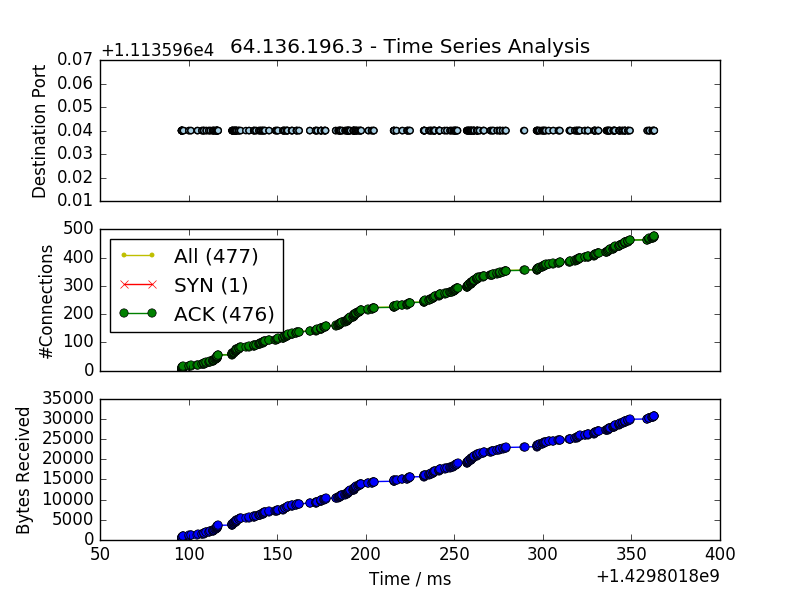 +1.113596e4 64.136.196.3 - Time Series Analysis
0.07
0.06
0.05
0.04
0.03
0.02
0.01
Destination Port
500
400
300
200
100
0
#Connections
All (477)
SYN (1)
ACK (476)
35000
30000
25000
20000
15000
10000
5000
0
Bytes Received
50 100 150 200 250 300 350 400
Time / ms
+1.4298018e9